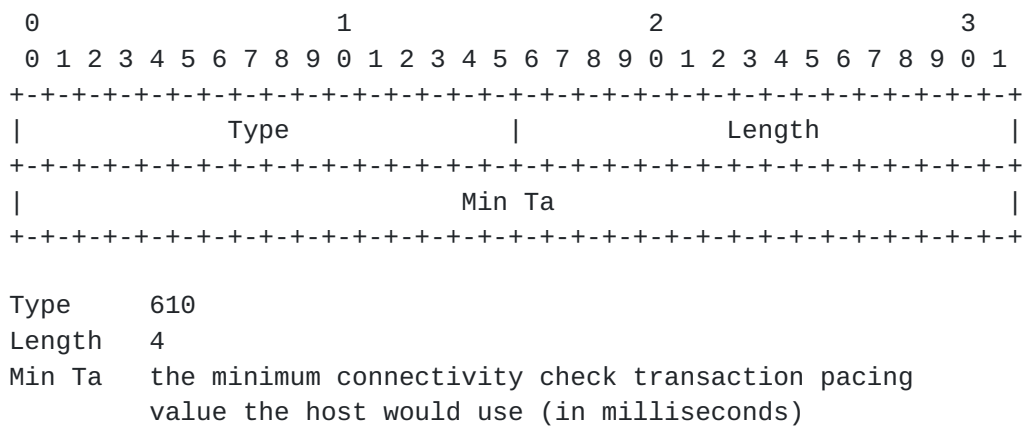 0                   1                   2                   3
 0 1 2 3 4 5 6 7 8 9 0 1 2 3 4 5 6 7 8 9 0 1 2 3 4 5 6 7 8 9 0 1
+-+-+-+-+-+-+-+-+-+-+-+-+-+-+-+-+-+-+-+-+-+-+-+-+-+-+-+-+-+-+-+-+
|             Type              |             Length            |
+-+-+-+-+-+-+-+-+-+-+-+-+-+-+-+-+-+-+-+-+-+-+-+-+-+-+-+-+-+-+-+-+
|                            Min Ta                             |
+-+-+-+-+-+-+-+-+-+-+-+-+-+-+-+-+-+-+-+-+-+-+-+-+-+-+-+-+-+-+-+-+

Type     610
Length   4
Min Ta   the minimum connectivity check transaction pacing
         value the host would use (in milliseconds)